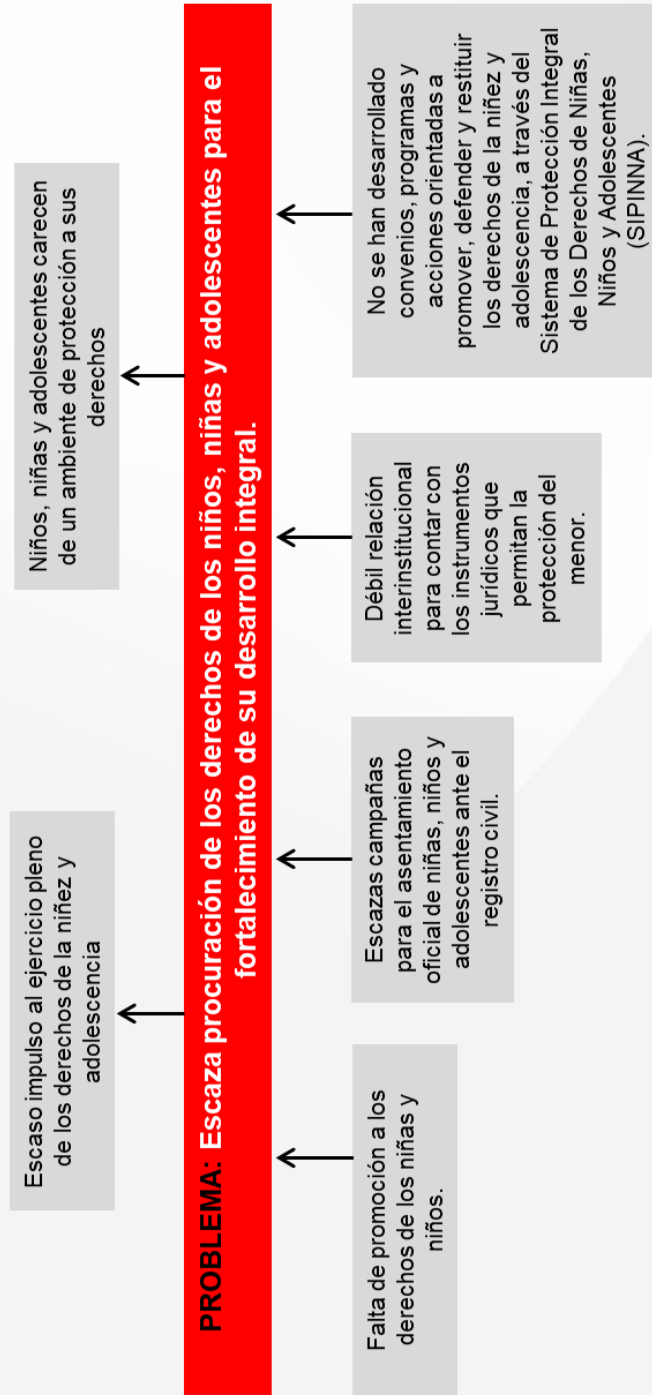 Escaso impulso al ejercicio pleno
de los derechos de la niñez y
adolescencia
Niños, niñas y adolescentes carecen
de un ambiente de protección a sus
derechos
PROBLEMA: Escaza procuración de los derechos de los niños, niñas y adolescentes para el
fortalecimiento de su desarrollo integral.
Falta de promoción a los
derechos de los niñas y
niños.
Escazas campañas
para el asentamiento
oficial de niñas, niños y
adolescentes ante el
registro civil.
Débil relación
interinstitucional
para contar con
los instrumentos
jurídicos que
permitan la
protección del
menor.
No se han desarrollado
convenios, programas y
acciones orientadas a
promover, defender y restituir
los derechos de la niñez y
adolescencia, a través del
Sistema de Protección Integral
de los Derechos de Niñas,
Niños y Adolescentes
(SIPINNA).